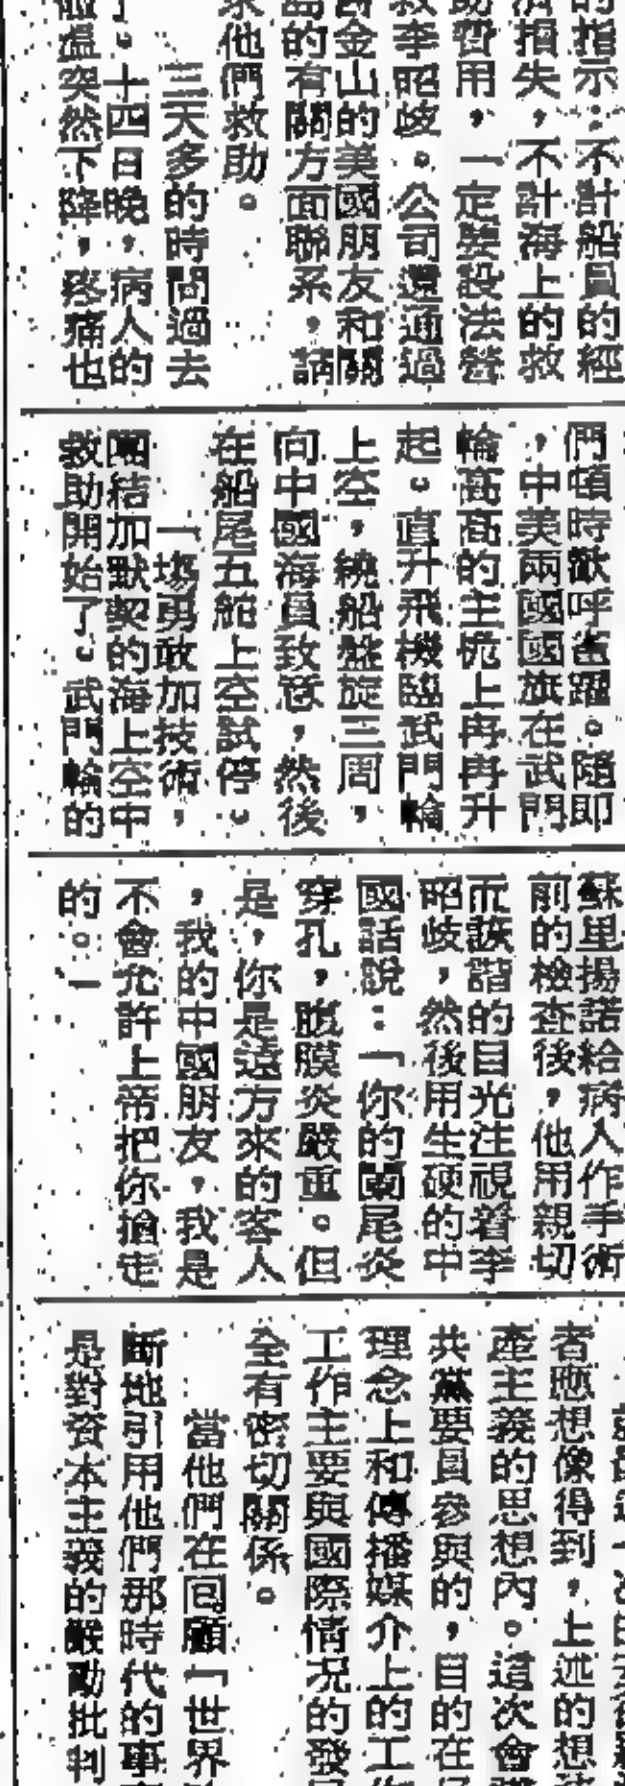 的指示：不計船員的經
濟損失，不計海上的救
助費用，一定要設法營
救李昭岐。公司還通過
舊金山的美國朋友和關
島的有關方面聯系，請
求他們救助。
三天多的時間過去
了。十四日晚，病人的
體溫突然下降，疼痛也
們頓時歡呼雀躍。隨即
，中美兩國國旗在武門
輪高高的主桅上冉冉升
起。直升飛機臨武門輪
上空，繞船盤旋三周，
向中國海員致意，然後
在船尾五舱上空試停。
一場勇敢加技術，
團結加默契的海上空中
救助開始了。武門輪的
蘇里揚諾給病人作手術
前的檢查後，他用親切
而詼諧的目光注視着李
昭岐，然後用生硬的中
國話說：「你的闌尾炎
穿孔，腹膜炎嚴重。但
是，你是遠方來的客人
，我的中國朋友，我是
不會允許上帝把你搶走
的。」
者應想像得到，上述的想
產主義的思想內。這次會
共黨要員參與的，目的在
理念上和傳播媒介上的工作
工作主要與國際情況的發
全有密切關係。
當他們在回顧「世界
斷地引用他們那時代的事
是對資本主義的嚴勵批判